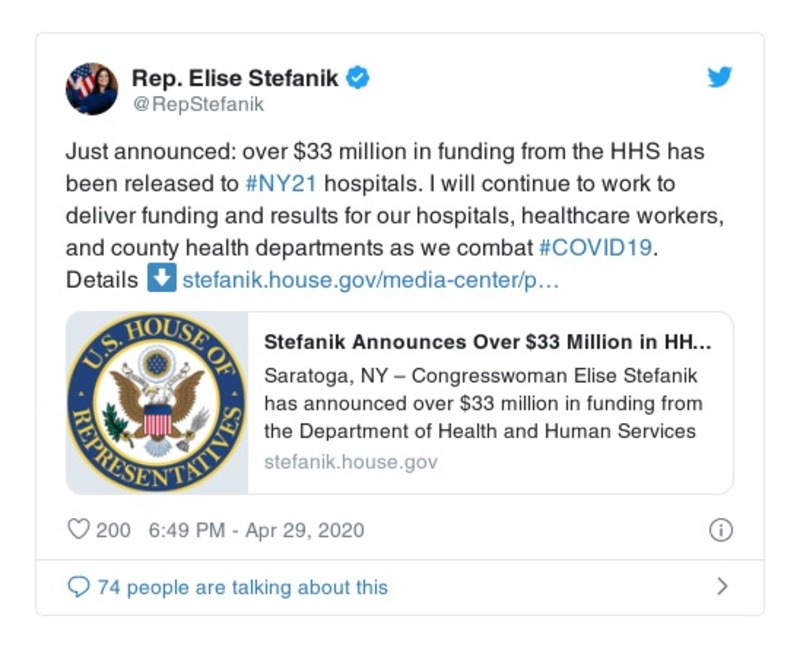 Rep. Elise Stefanik
@RepStefanik
Just announced: over $33 million in funding from the HHS has
been released to #NY21 hospitals. I will continue to work to
deliver funding and results for our hospitals, healthcare workers,
and county health departments as we combat #COVID19.
Details ⬇ stefanik.house.gov/media-center/p…
U.S. HOUSE OF
REPRESENTATIVES
Stefanik Announces Over $33 Million in HH...
Saratoga, NY – Congresswoman Elise Stefanik
has announced over $33 million in funding from
the Department of Health and Human Services
stefanik.house.gov
200 6:49 PM - Apr 29, 2020
74 people are talking about this